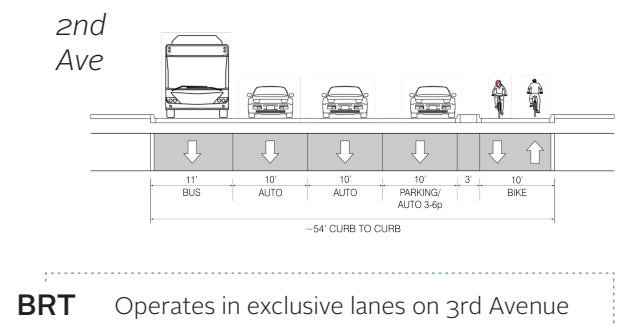 2nd
Ave
11' 10' 10' 10' 3' 10'
BUS AUTO AUTO PARKING/ BIKE
AUTO 3-6p
~54' CURB TO CURB
BRT Operates in exclusive lanes on 3rd Avenue